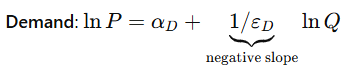 Demand: ln P = α_D + 1/ε_D ln Q
negative slope